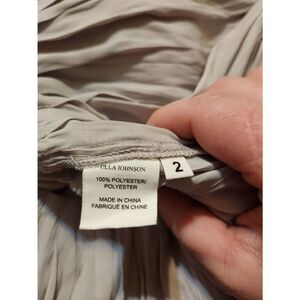 ULLA JOHNSON
2
100% POLYESTER/
POLYESTER
MADE IN CHINA
FABRIQUÉ EN CHINE